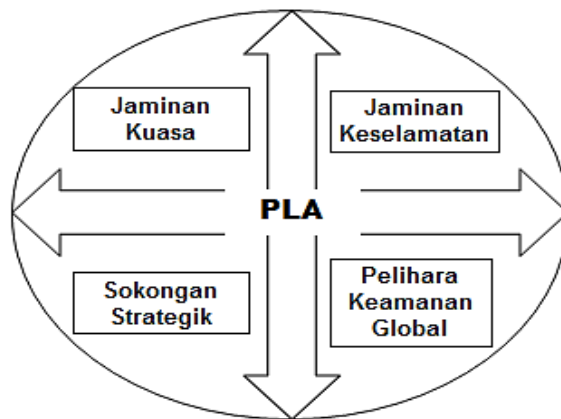 Jaminan
Kuasa
Jaminan
Keselamatan
PLA
Sokongan
Strategik
Pelihara
Keamanan
Global